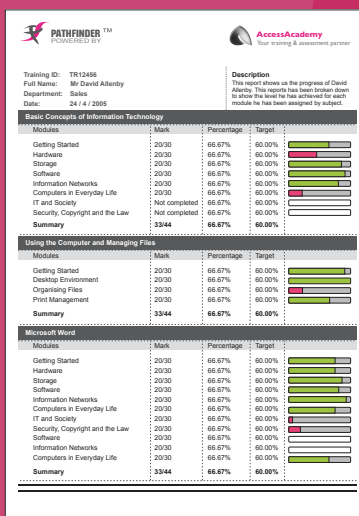 PATHFINDER™
POWERED BY
AccessAcademy
Your training & assessment partner
Training ID: TR12456
Full Name: Mr David Allenby
Department: Sales
Date: 24 / 4 / 2005
Description
This report shows us the progress of David
Allenby. This reports has been broken down
to show the level he has achieved for each
module he has been assigned by subject.
Basic Concepts of Information Technology
Modules Mark Percentage Target
Getting Started 20/30 66.67% 60.00%
Hardware 20/30 66.67% 60.00%
Storage 20/30 66.67% 60.00%
Software 20/30 66.67% 60.00%
Information Networks 20/30 66.67% 60.00%
Computers in Everyday Life 20/30 66.67% 60.00%
IT and Society Not completed 66.67% 60.00%
Security, Copyright and the Law Not completed 66.67% 60.00%
Summary 33/44 66.67% 60.00%
Using the Computer and Managing Files
Modules Mark Percentage Target
Getting Started 20/30 66.67% 60.00%
Desktop Environment 20/30 66.67% 60.00%
Organising Files 20/30 66.67% 60.00%
Print Management 20/30 66.67% 60.00%
Summary 33/44 66.67% 60.00%
Microsoft Word
Modules Mark Percentage Target
Getting Started 20/30 66.67% 60.00%
Hardware 20/30 66.67% 60.00%
Storage 20/30 66.67% 60.00%
Software 20/30 66.67% 60.00%
Information Networks 20/30 66.67% 60.00%
Computers in Everyday Life 20/30 66.67% 60.00%
IT and Society 20/30 66.67% 60.00%
Security, Copyright and the Law 20/30 66.67% 60.00%
Software 20/30 66.67% 60.00%
Information Networks 20/30 66.67% 60.00%
Computers in Everyday Life 20/30 66.67% 60.00%
Summary 33/44 66.67% 60.00%